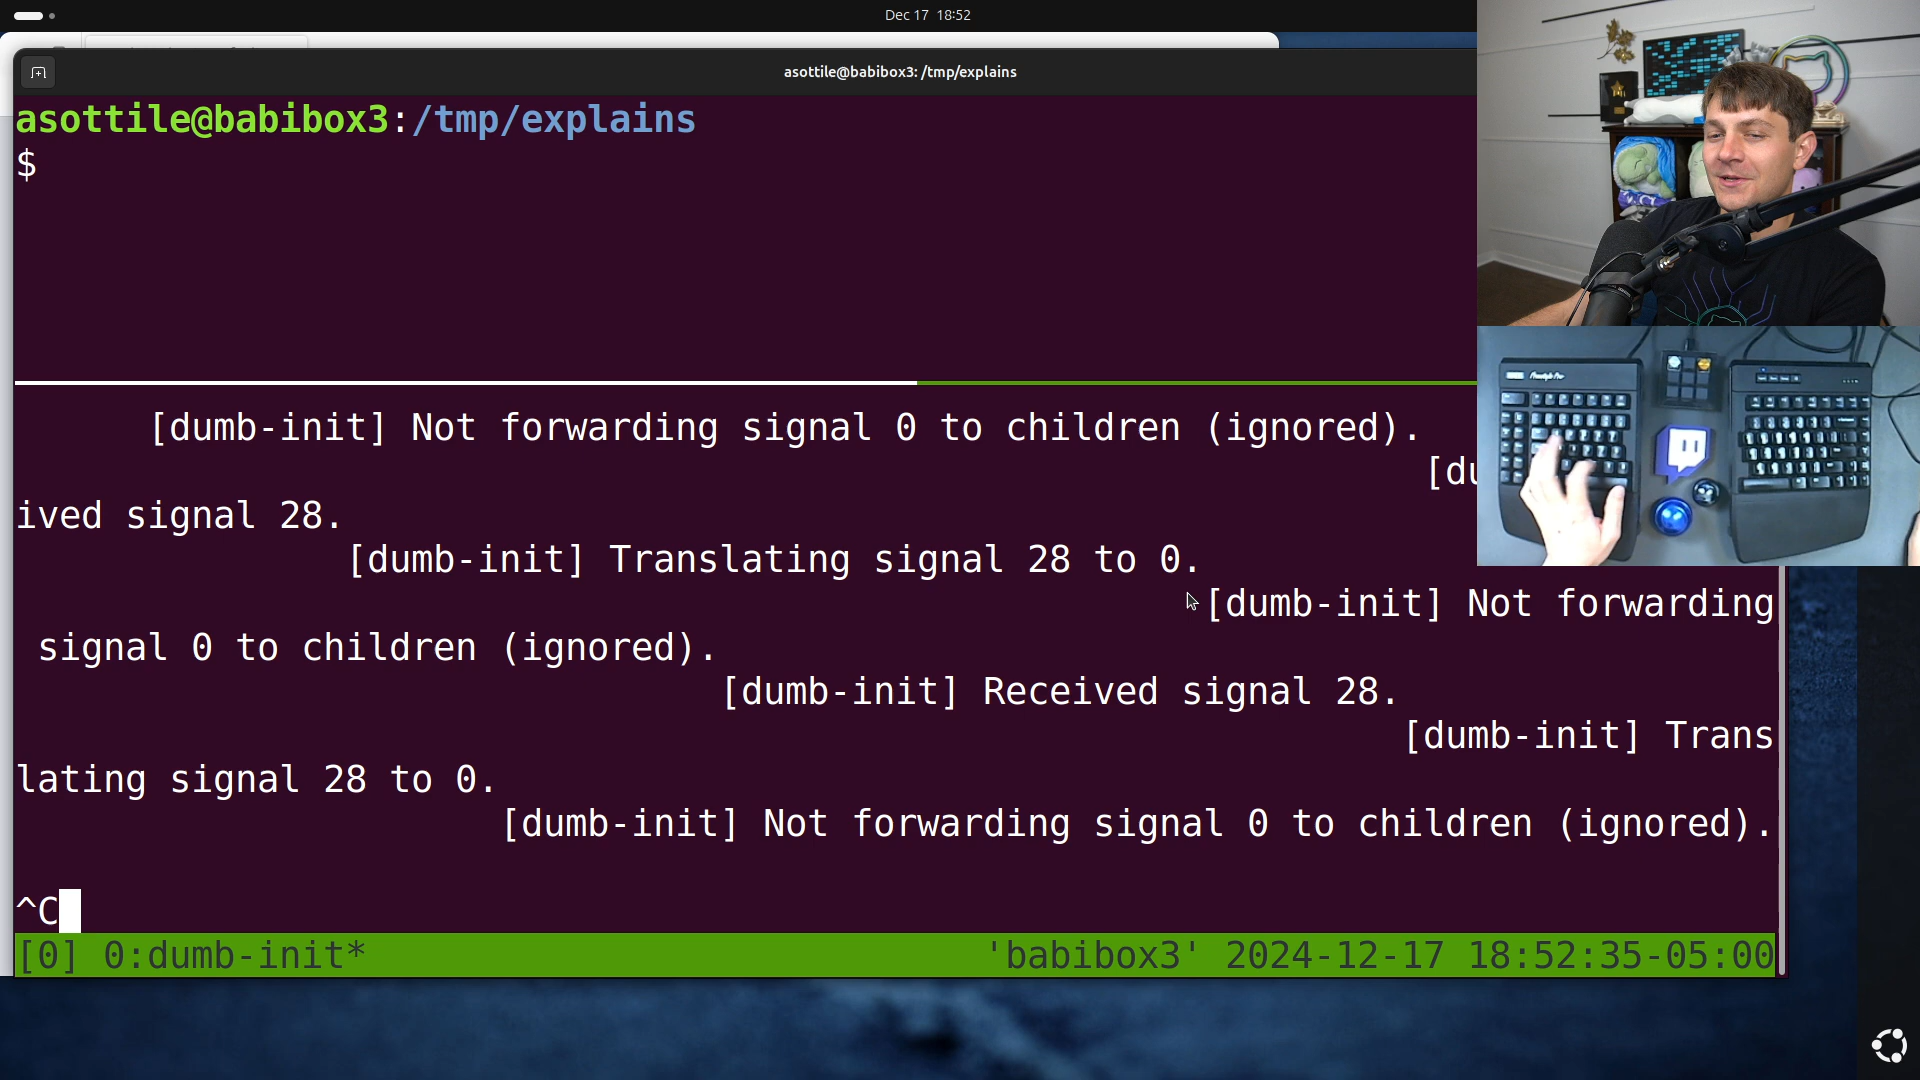 Dec 17 18:52
asottile@babibox3: /tmp/explains
asottile@babibox3:/tmp/explains
$
[dumb-init] Not forwarding signal 0 to children (ignored).
[du
ived signal 28.
[dumb-init] Translating signal 28 to 0.
[dumb-init] Not forwarding
signal 0 to children (ignored).
[dumb-init] Received signal 28.
[dumb-init] Trans
lating signal 28 to 0.
[dumb-init] Not forwarding signal 0 to children (ignored).
^C
[0] 0:dumb-init* 'babibox3' 2024-12-17 18:52:35-05:00